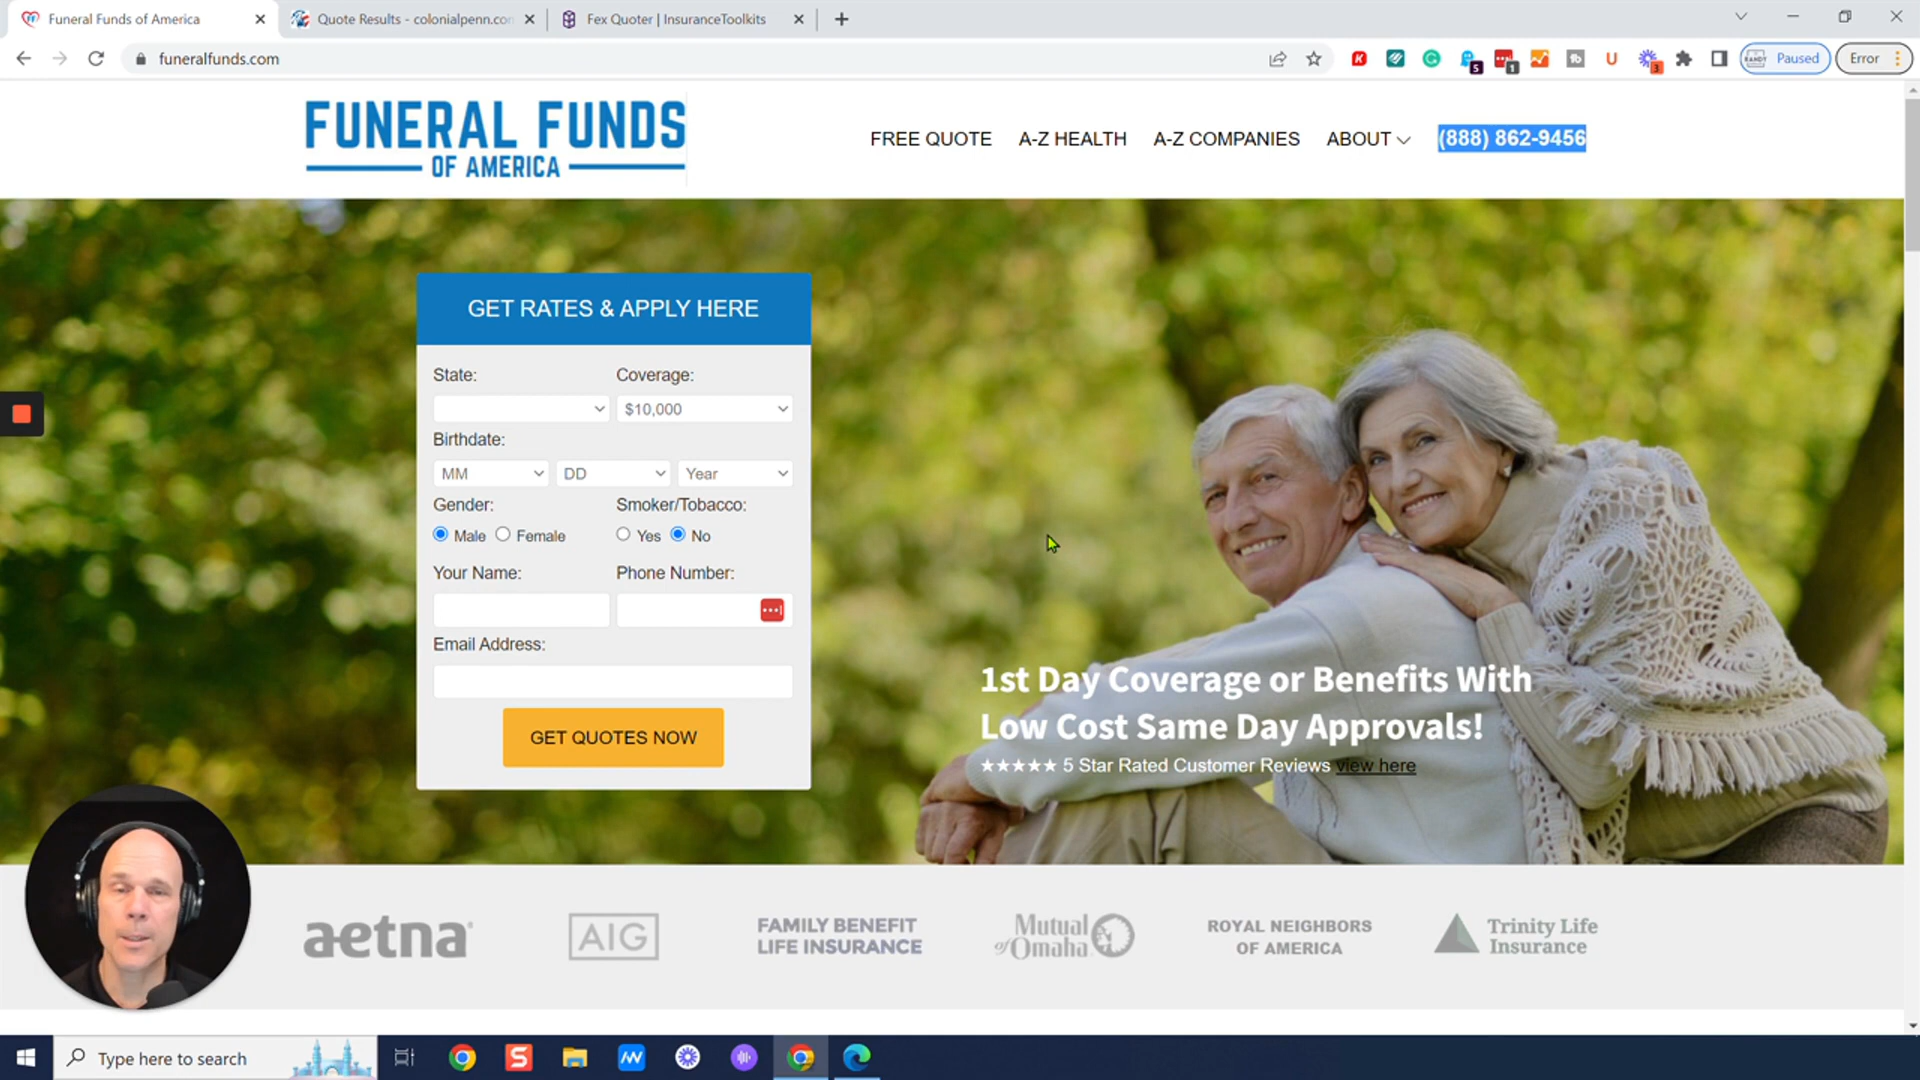 Funeral Funds of America
Quote Results - colonialpenn.com
Fex Quoter | InsuranceToolkits
funeralfunds.com
5
1
3
U
RANDY
Paused
Error
FUNERAL FUNDS
OF AMERICA
FREE QUOTE
A-Z HEALTH
A-Z COMPANIES
ABOUT
(888) 862-9456
GET RATES & APPLY HERE
State:
Coverage:
$10,000
Birthdate:
MM
DD
Year
Gender:
Smoker/Tobacco:
Male
Female
Yes
No
Your Name:
Phone Number:
Email Address:
GET QUOTES NOW
1st Day Coverage or Benefits With
Low Cost Same Day Approvals!
★★★★★ 5 Star Rated Customer Reviews view here
aetna
AIG
FAMILY BENEFIT
LIFE INSURANCE
Mutual
of Omaha
ROYAL NEIGHBORS
OF AMERICA
Trinity Life
Insurance
Type here to search